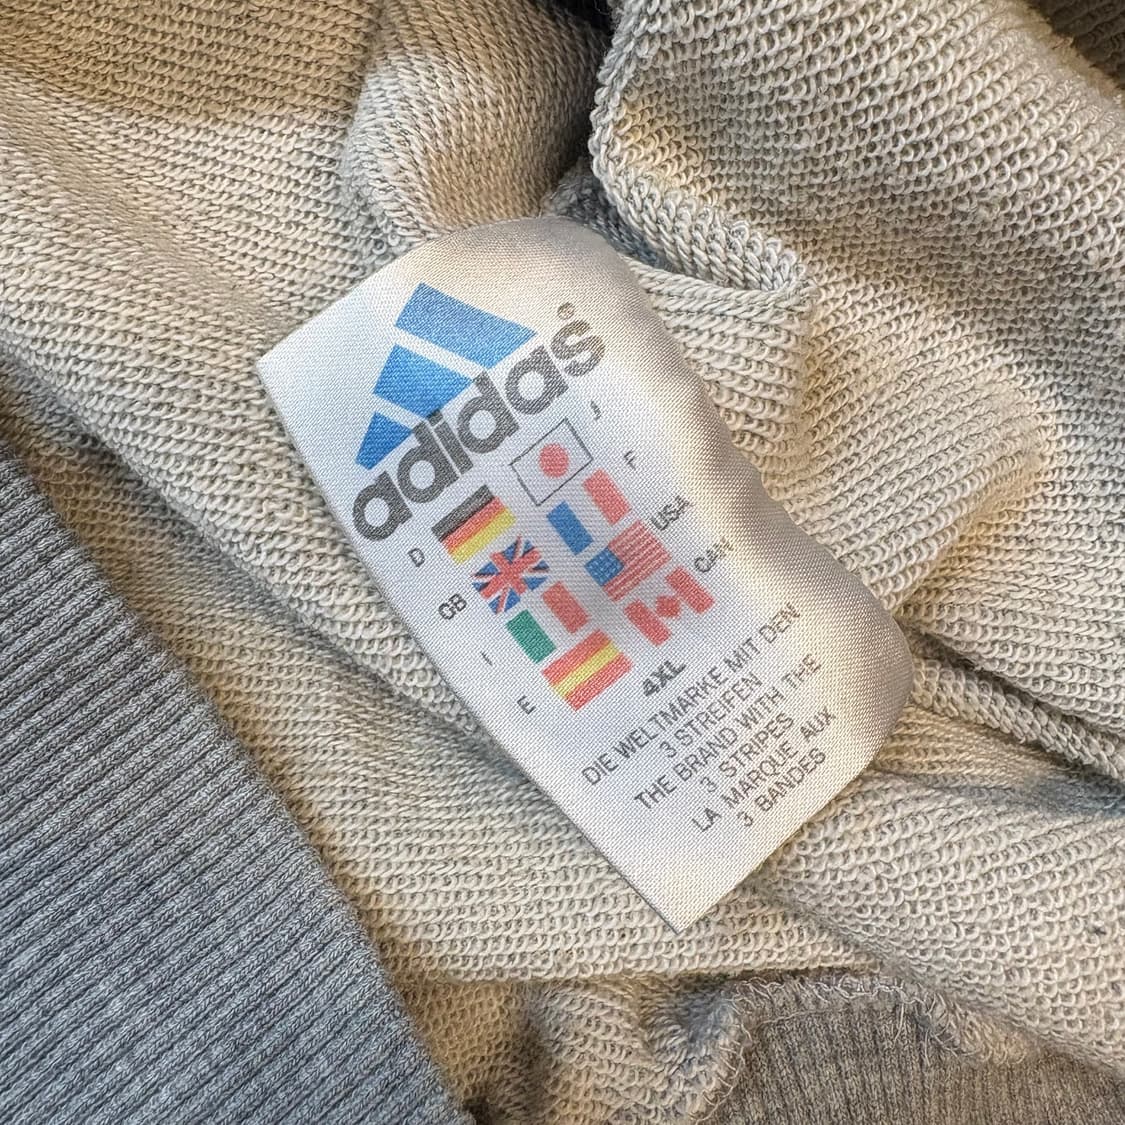 adidas®
J
D F
GB USA
I CAN
E
4XL
DIE WELTMARKE MIT DEN
3 STREIFEN
THE BRAND WITH THE
3 STRIPES
LA MARQUE AUX
3 BANDES